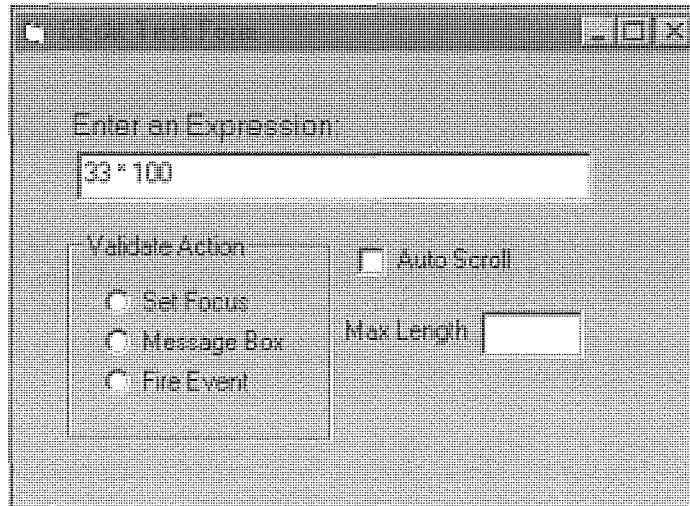 Enter an Expression:
33 * 100
Validate Action
Set Focus
Message Box
Fire Event
Auto Scroll
Max Length